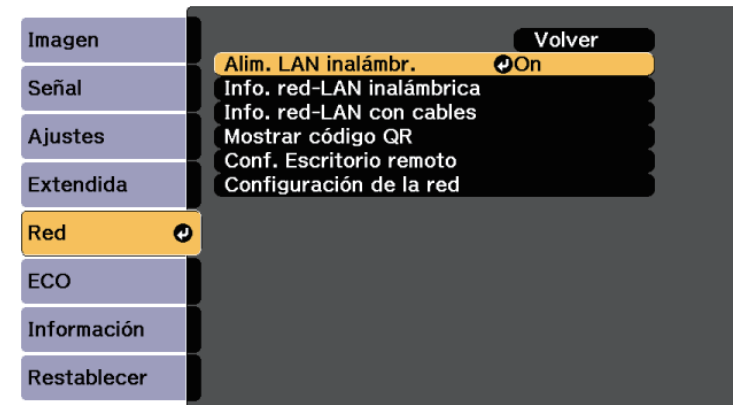 Imagen
Señal
Ajustes
Extendida
Red
ECO
Información
Restablecer
Volver
Alim. LAN inalámbr. On
Info. red-LAN inalámbrica
Info. red-LAN con cables
Mostrar código QR
Conf. Escritorio remoto
Configuración de la red